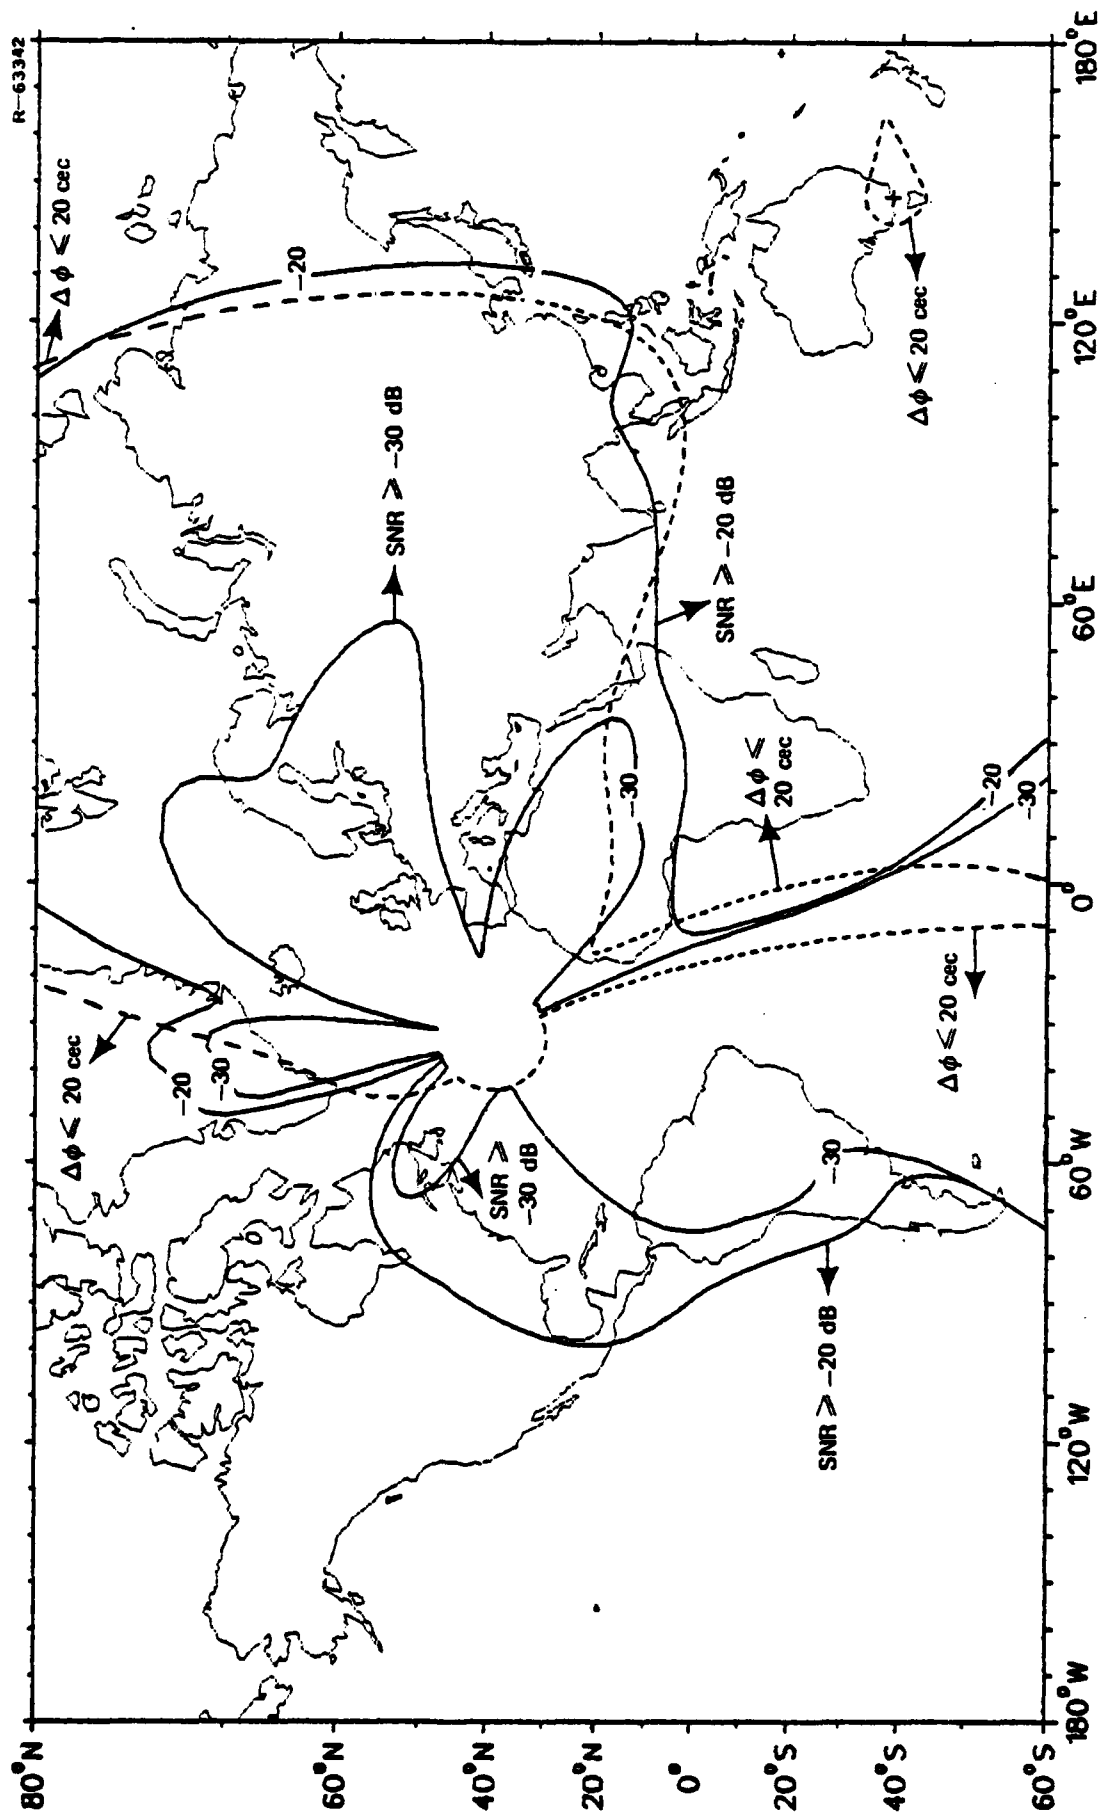 R-63342
Δφ ⩽ 20 cec
-20
SNR ⩾ -30 dB
Δφ ⩽ 20 cec
SNR ⩾ -20 dB
-30
Δφ ⩽
20 cec
-20
-30
Δφ ⩽ 20 cec
Δφ ⩽ 20 cec
-20
-30
SNR ⩾
-30 dB
-30
SNR ⩾ -20 dB
80°N
60°N
40°N
20°N
0°
20°S
40°S
60°S
180°W
120°W
60°W
0°
60°E
120°E
180°E